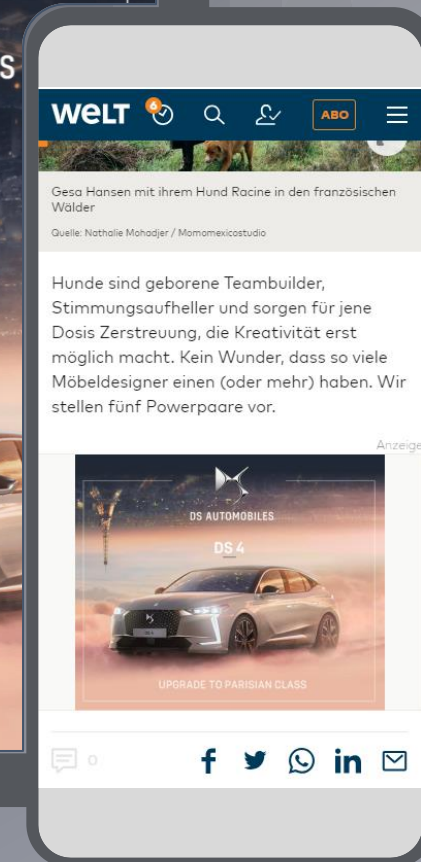 S
WELT
6
ABO
Gesa Hansen mit ihrem Hund Racine in den französischen
Wälder
Quelle: Nathalie Mohadjer / Momomexicostudio
Hunde sind geborene Teambuilder,
Stimmungsaufheller und sorgen für jene
Dosis Zerstreuung, die Kreativität erst
möglich macht. Kein Wunder, dass so viele
Möbeldesigner einen (oder mehr) haben. Wir
stellen fünf Powerpaare vor.
Anzeige
DS AUTOMOBILES
DS 4
UPGRADE TO PARISIAN CLASS
0